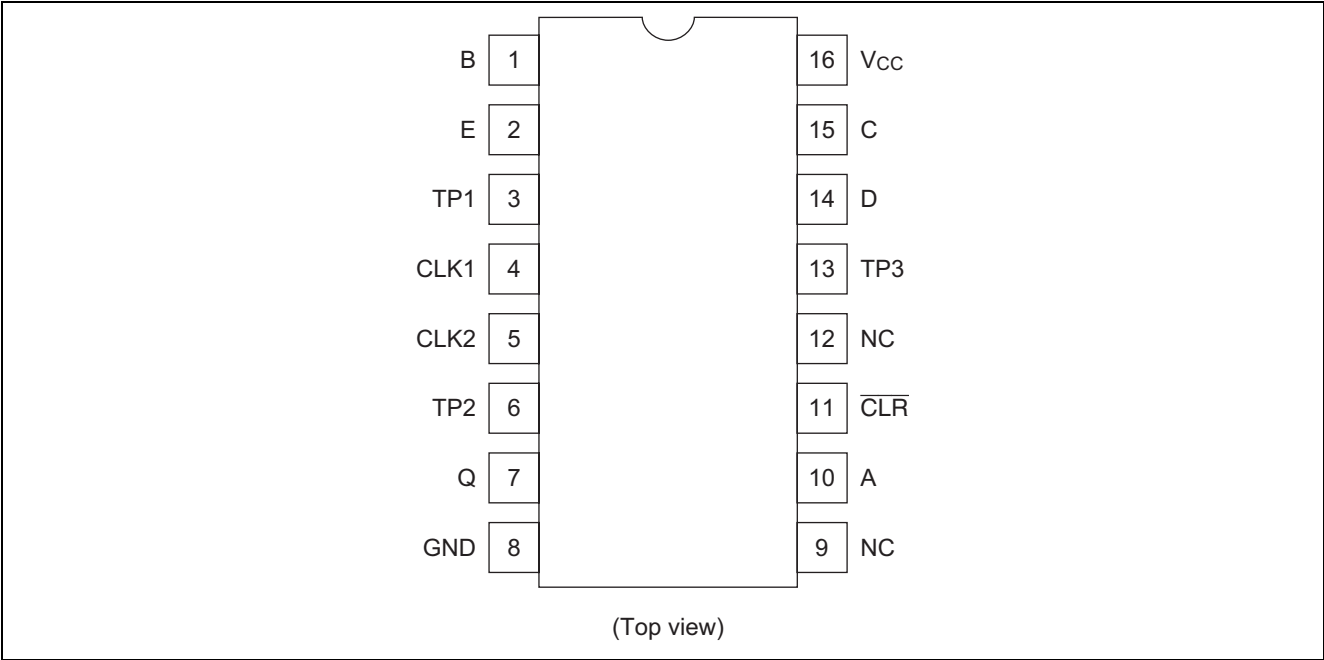 B 1 16 VCC
E 2 15 C
TP1 3 14 D
CLK1 4 13 TP3
CLK2 5 12 NC
TP2 6 11 C̅L̅R̅
Q 7 10 A
GND 8 9 NC
(Top view)